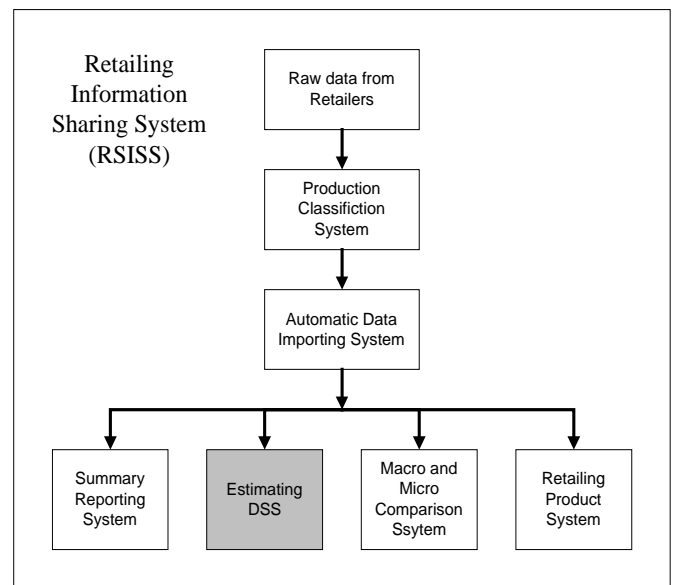 Retailing
Information
Sharing System
(RSISS)
Raw data from
Retailers
Production
Classifiction
System
Automatic Data
Importing System
Summary
Reporting
System
Estimating
DSS
Macro and
Micro
Comparison
Ssytem
Retailing
Product
System